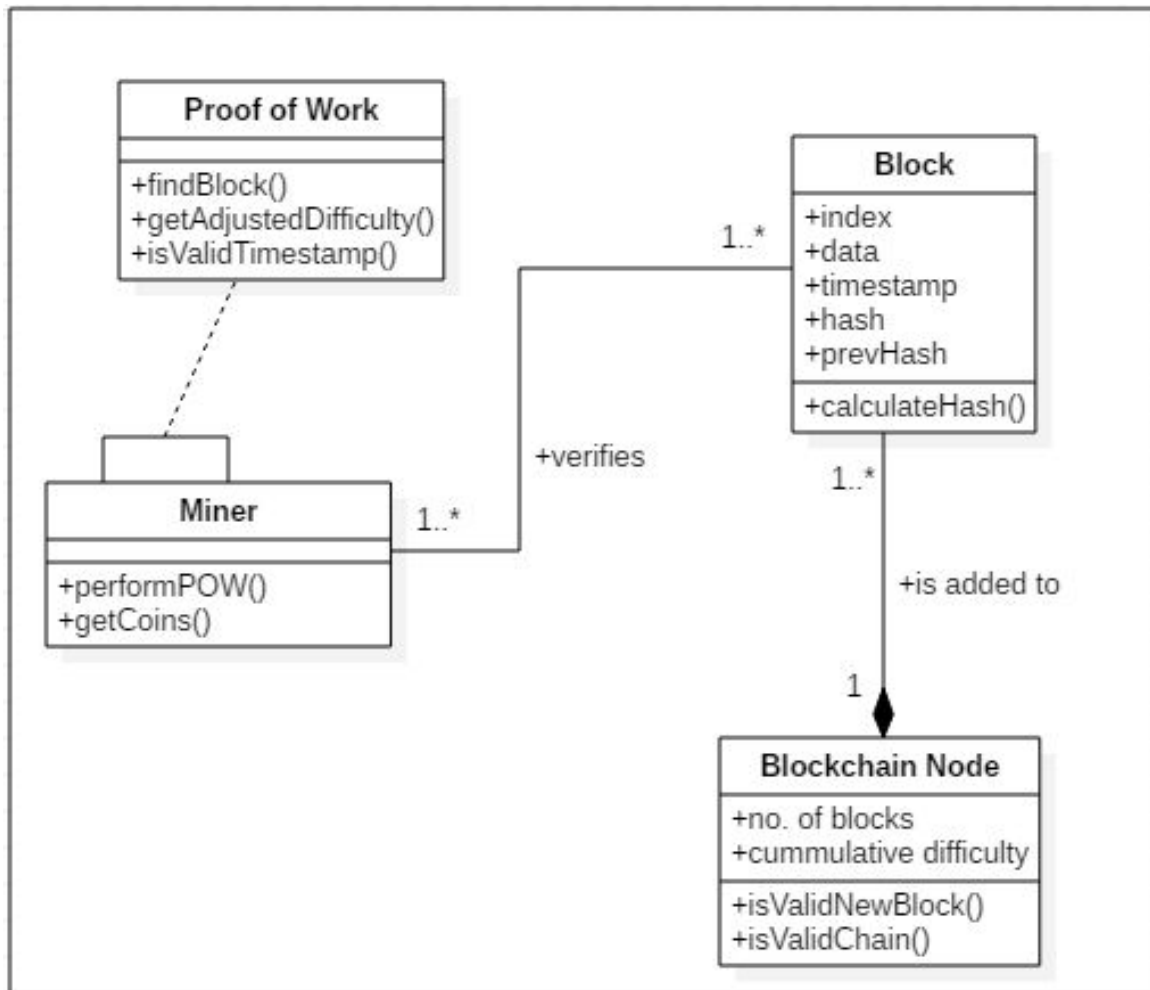 Proof of Work
+findBlock()
+getAdjustedDifficulty()
+isValidTimestamp()
Block
+index
+data
+timestamp
+hash
+prevHash
+calculateHash()
1..*
+verifies
1..*
Miner
+performPOW()
+getCoins()
1..*
+is added to
1
Blockchain Node
+no. of blocks
+cummulative difficulty
+isValidNewBlock()
+isValidChain()